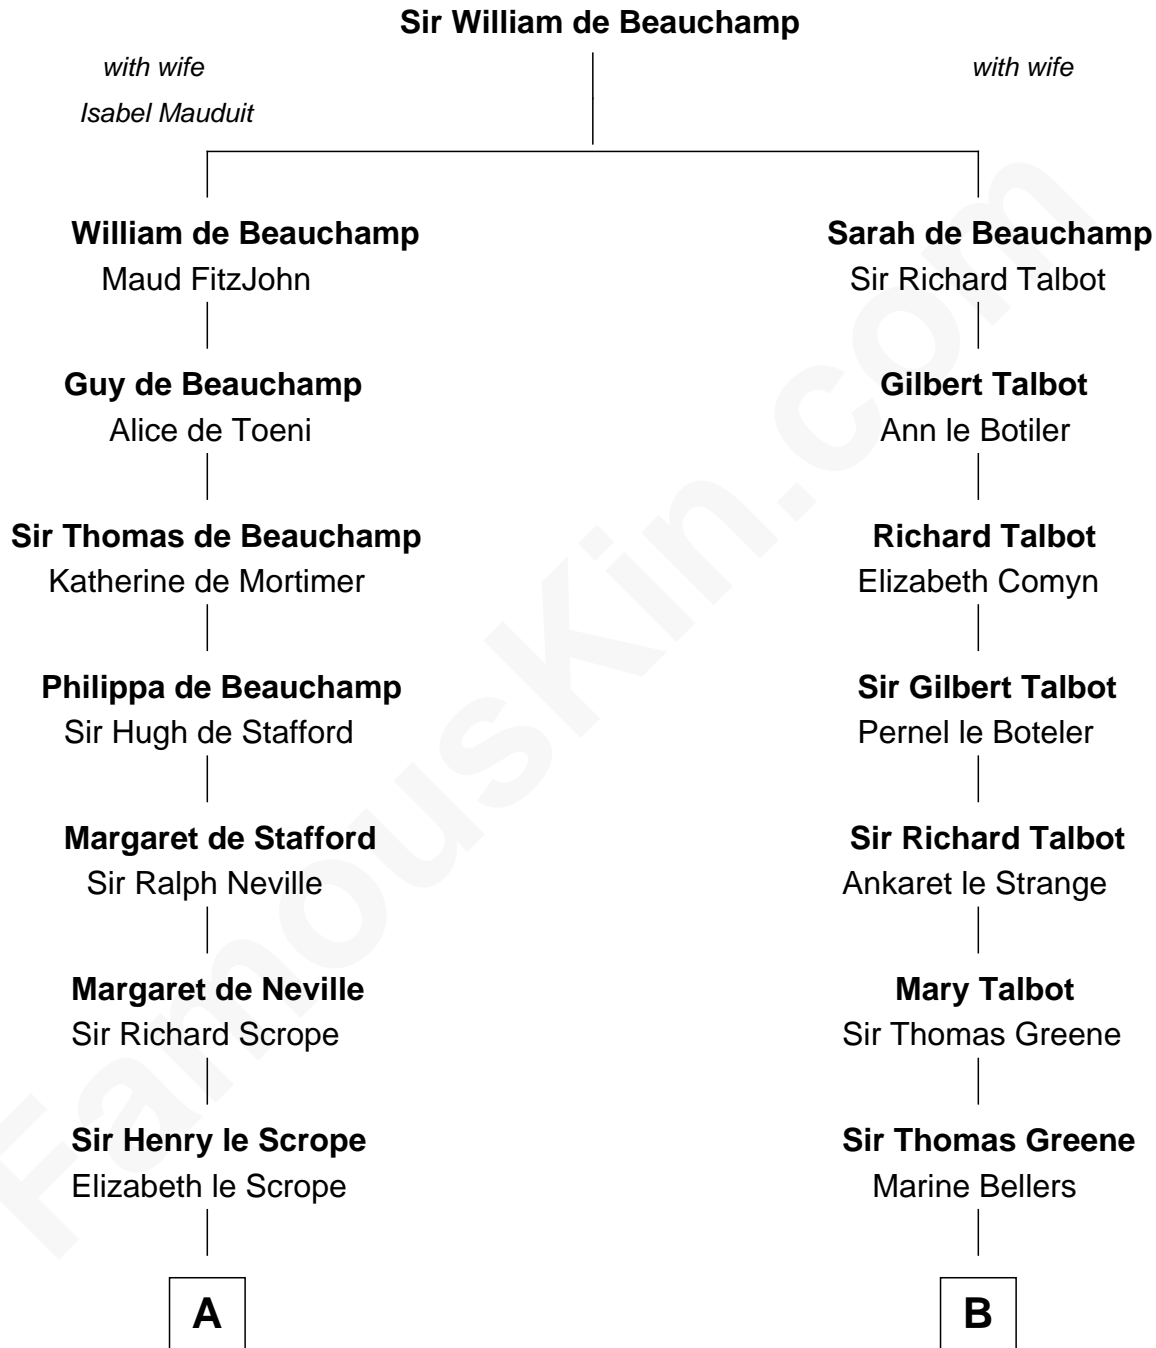 Sir William de Beauchamp
with wife
with wife
Isabel Mauduit
William de Beauchamp
Sarah de Beauchamp
Maud FitzJohn
Sir Richard Talbot
Guy de Beauchamp
Gilbert Talbot
Alice de Toeni
Ann le Botiler
Sir Thomas de Beauchamp
Richard Talbot
Katherine de Mortimer
Elizabeth Comyn
Philippa de Beauchamp
Sir Gilbert Talbot
Sir Hugh de Stafford
Pernel le Boteler
Margaret de Stafford
Sir Richard Talbot
Sir Ralph Neville
Ankaret le Strange
Margaret de Neville
Mary Talbot
Sir Richard Scrope
Sir Thomas Greene
Sir Henry le Scrope
Sir Thomas Greene
Elizabeth le Scrope
Marine Bellers
A
B
FamousKin.com